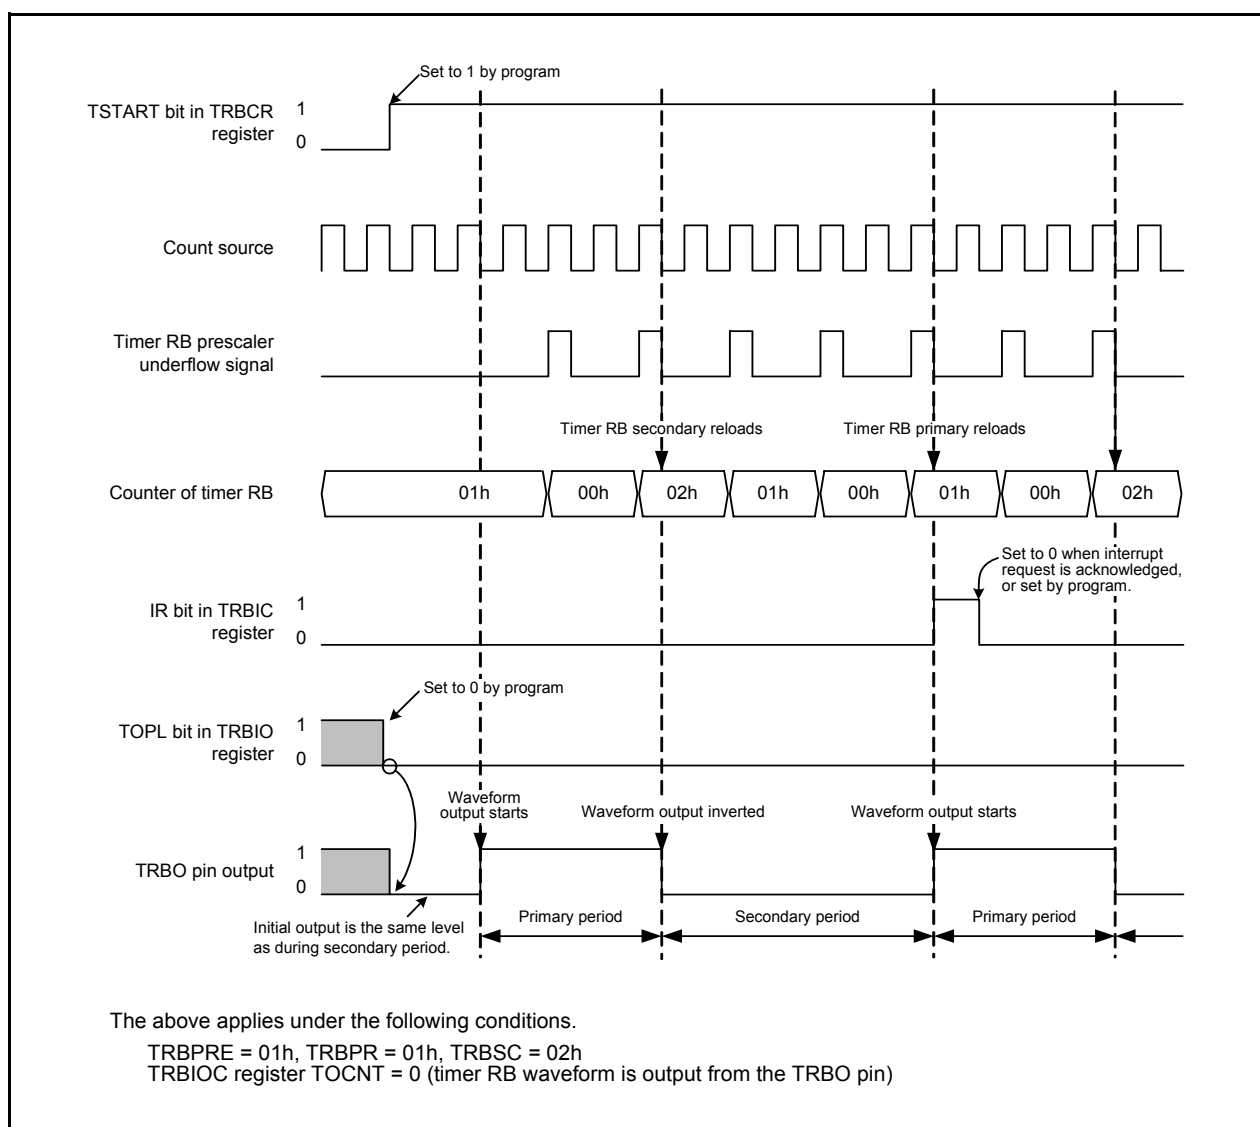 Set to 1 by program
TSTART bit in TRBCR
register
1
0
Count source
Timer RB prescaler
underflow signal
Timer RB secondary reloads
Timer RB primary reloads
Counter of timer RB
01h
00h
02h
01h
00h
01h
00h
02h
Set to 0 when interrupt
request is acknowledged,
or set by program.
IR bit in TRBIC
register
1
0
Set to 0 by program
TOPL bit in TRBIO
register
1
0
Waveform
output starts
Waveform output inverted
Waveform output starts
TRBO pin output
1
0
Initial output is the same level
as during secondary period.
Primary period
Secondary period
Primary period
The above applies under the following conditions.
TRBPRE = 01h, TRBPR = 01h, TRBSC = 02h
TRBIOC register TOCNT = 0 (timer RB waveform is output from the TRBO pin)